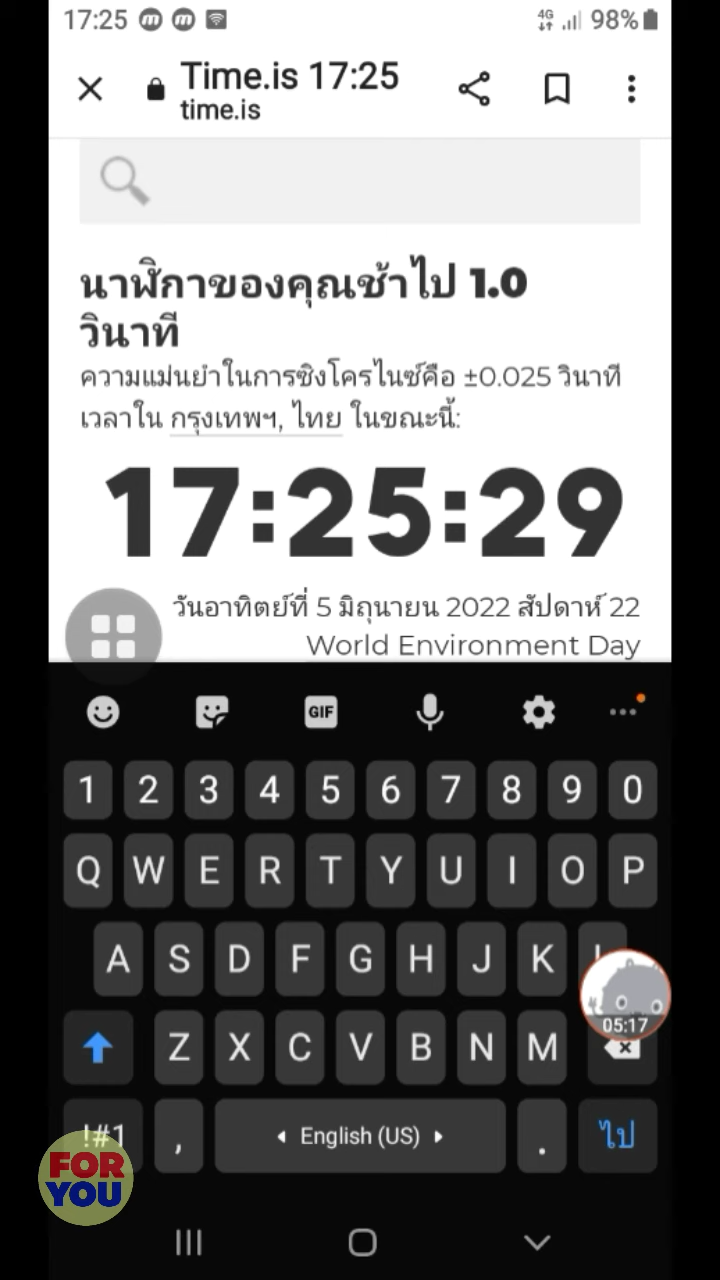 17:25
4G
98%
Time.is 17:25
time.is
นาฬิกาของคุณช้าไป 1.0
วินาที
ความแม่นยำในการซิงโครไนซ์คือ ±0.025 วินาที
เวลาใน กรุงเทพฯ, ไทย ในขณะนี้:
17:25:29
วันอาทิตย์ที่ 5 มิถุนายน 2022 สัปดาห์ 22
World Environment Day
GIF
1 2 3 4 5 6 7 8 9 0
Q W E R T Y U I O P
A S D F G H J K
05:17
Z X C V B N M
!#1 , English (US) . ไป
FOR
YOU